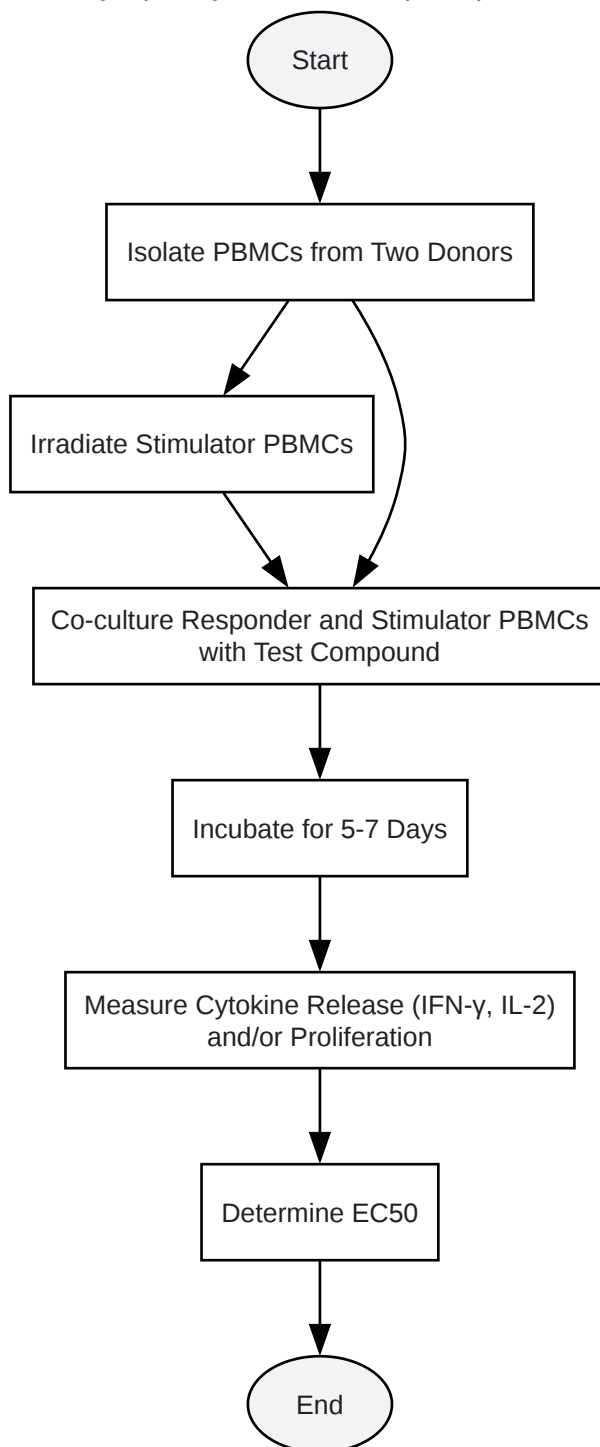 Start
Isolate PBMCs from Two Donors
Irradiate Stimulator PBMCs
Co-culture Responder and Stimulator PBMCs
with Test Compound
Incubate for 5-7 Days
Measure Cytokine Release (IFN-γ, IL-2)
and/or Proliferation
Determine EC50
End